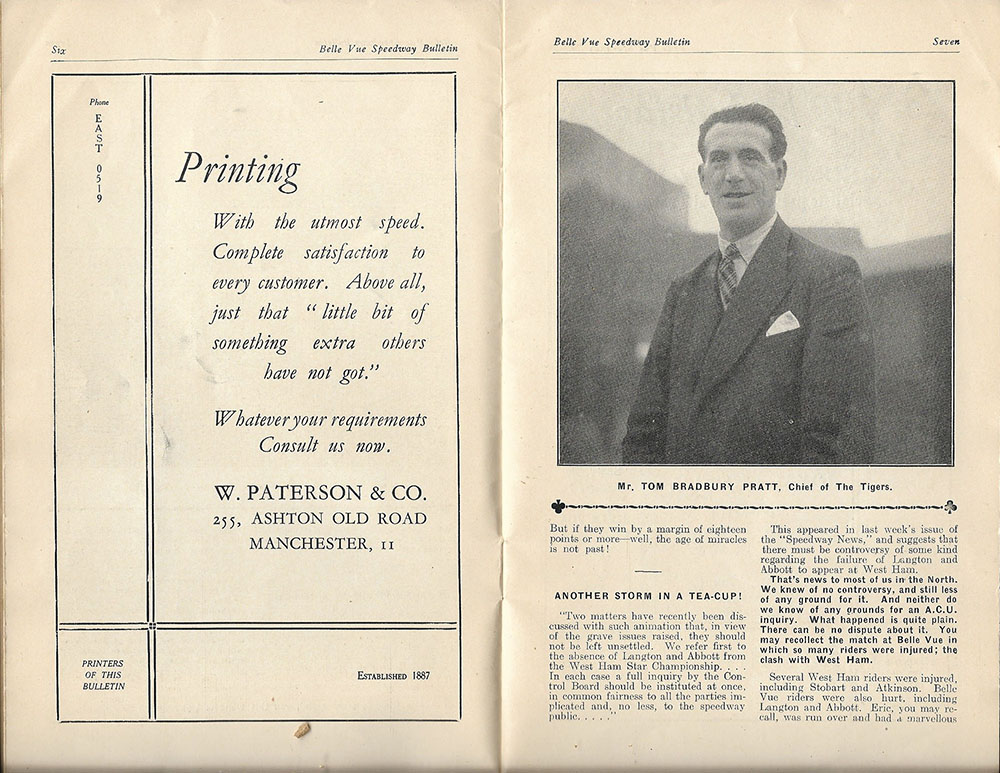 Six
Belle Vue Speedway Bulletin
Phone
EAST 0519
Printing
With the utmost speed.
Complete satisfaction to
every customer. Above all,
just that “ little bit of
something extra others
have not got.”
Whatever your requirements
Consult us now.
W. PATERSON & CO.
255, ASHTON OLD ROAD
MANCHESTER, 11
PRINTERS
OF THIS
BULLETIN
ESTABLISHED 1887
Belle Vue Speedway Bulletin
Seven
Mr. TOM BRADBURY PRATT, Chief of The Tigers.
But if they win by a margin of eighteen
points or more—well, the age of miracles
is not past!
ANOTHER STORM IN A TEA-CUP!
“Two matters have recently been dis-
cussed with such animation that, in view
of the grave issues raised, they should
not be left unsettled. We refer first to
the absence of Langton and Abbott from
the West Ham Star Championship. . . .
In each case a full inquiry by the Con-
trol Board should be instituted at once,
in common fairness to all the parties im-
plicated and, no less, to the speedway
public. . . . .”
This appeared in last week’s issue of
the “Speedway News,” and suggests that
there must be controversy of some kind
regarding the failure of Langton and
Abbott to appear at West Ham.
That’s news to most of us in the North.
We knew of no controversy, and still less
of any ground for it. And neither do
we know of any grounds for an A.C.U.
inquiry. What happened is quite plain.
There can be no dispute about it. You
may recollect the match at Belle Vue in
which so many riders were injured; the
clash with West Ham.
Several West Ham riders were injured,
including Stobart and Atkinson. Belle
Vue riders were also hurt, including
Langton and Abbott. Eric, you may re-
call, was run over and had a marvellous